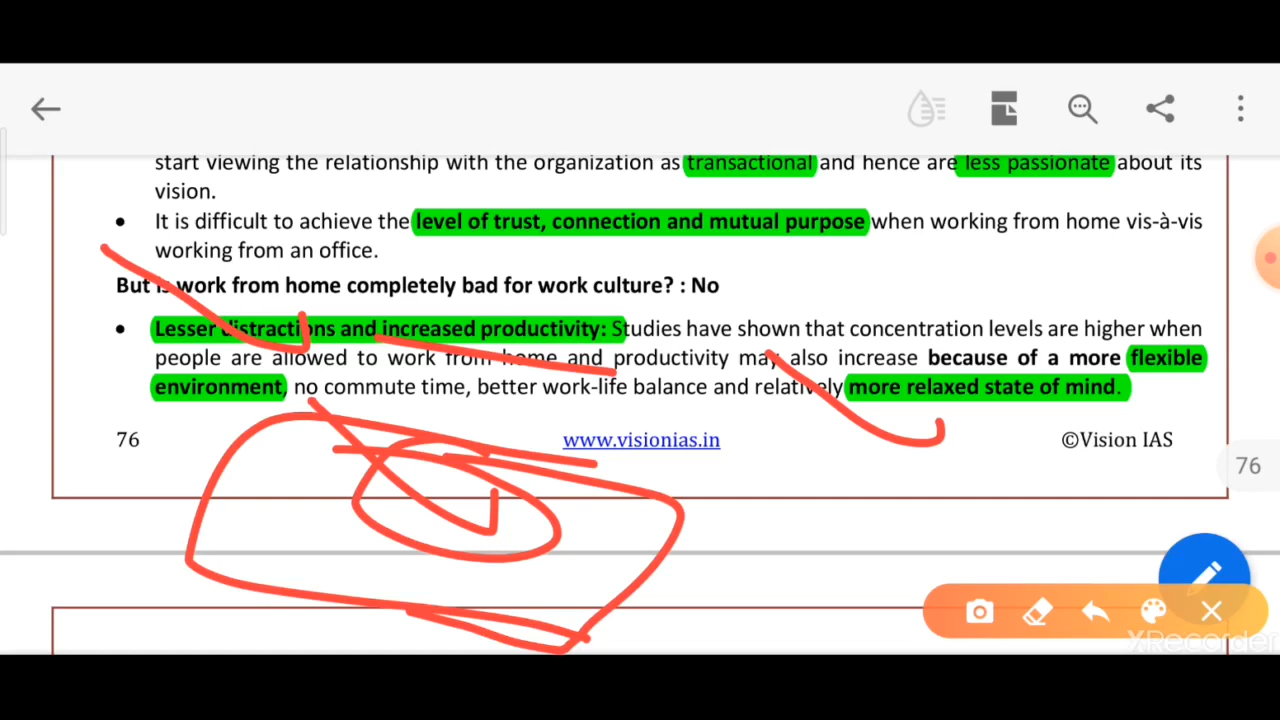 start viewing the relationship with the organization as transactional and hence are less passionate about its
vision.
• It is difficult to achieve the level of trust, connection and mutual purpose when working from home vis-à-vis
working from an office.
But is work from home completely bad for work culture? : No
• Lesser distractions and increased productivity: Studies have shown that concentration levels are higher when
people are allowed to work from home and productivity may also increase because of a more flexible
environment, no commute time, better work-life balance and relatively more relaxed state of mind.
76 www.visionias.in ©Vision IAS
76
XRecorder